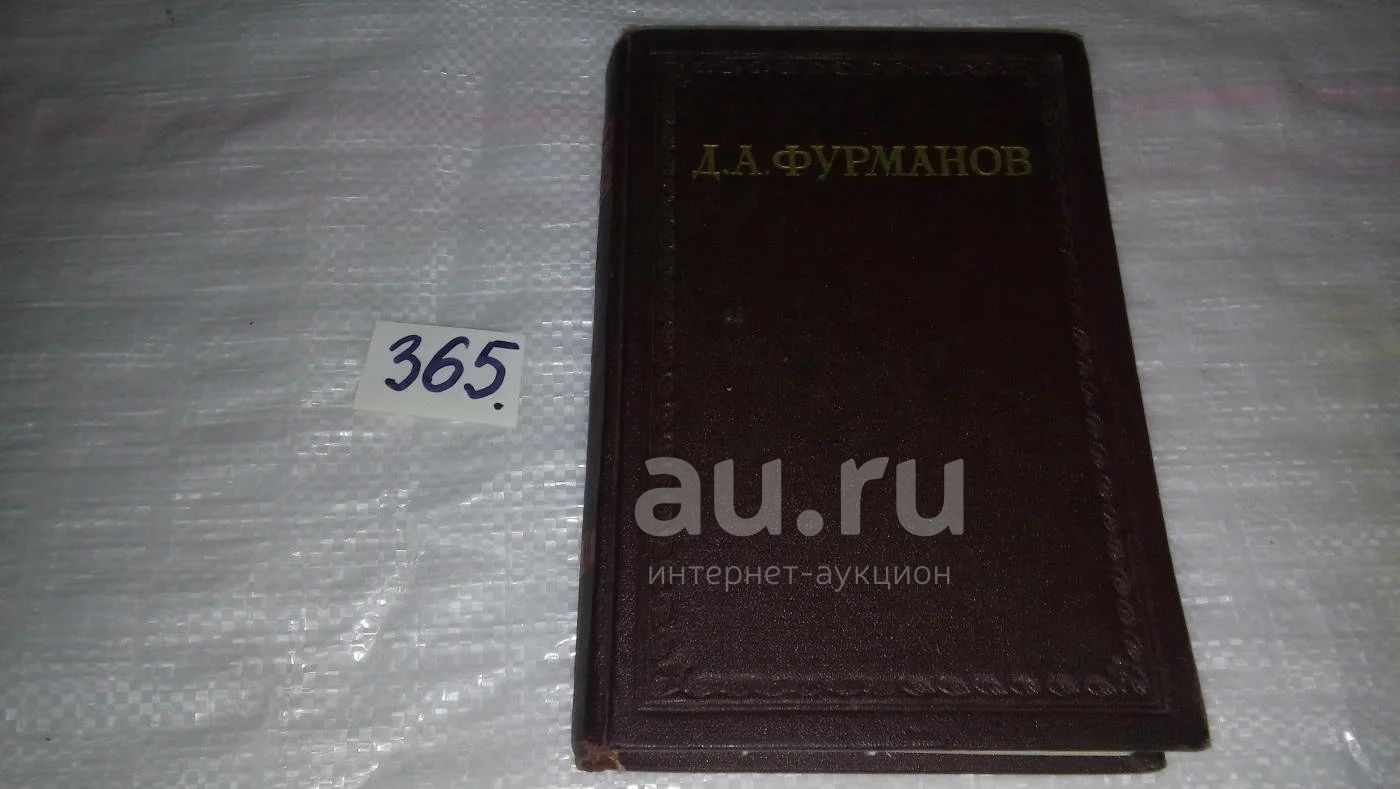 Д.А.ФУРМАНОВ
365.
au.ru
интернет-аукцион